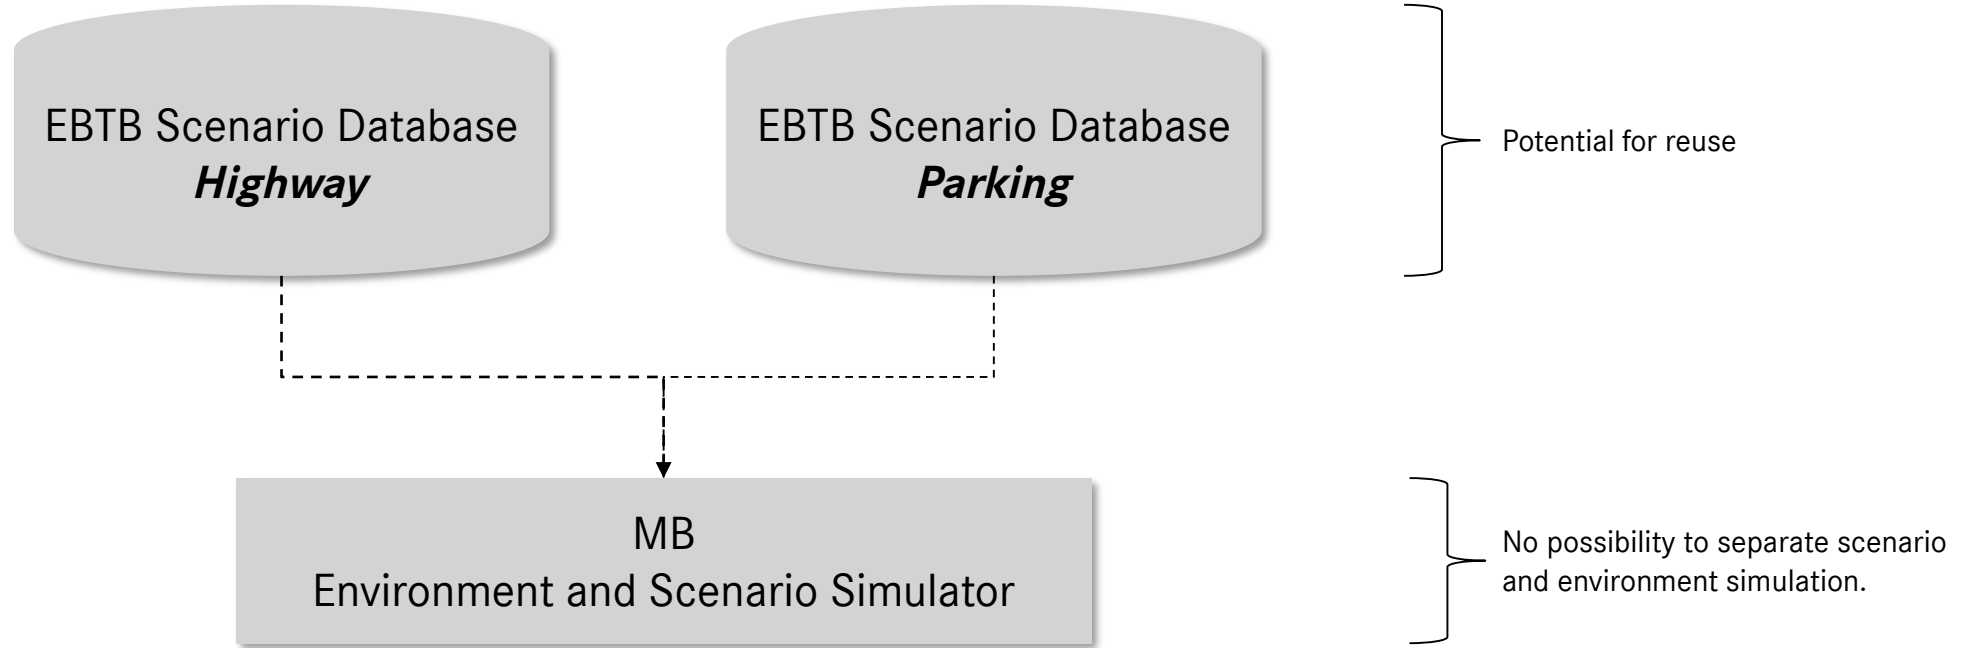 EBTB Scenario Database
Highway
EBTB Scenario Database
Parking
Potential for reuse
MB
Environment and Scenario Simulator
No possibility to separate scenario
and environment simulation.